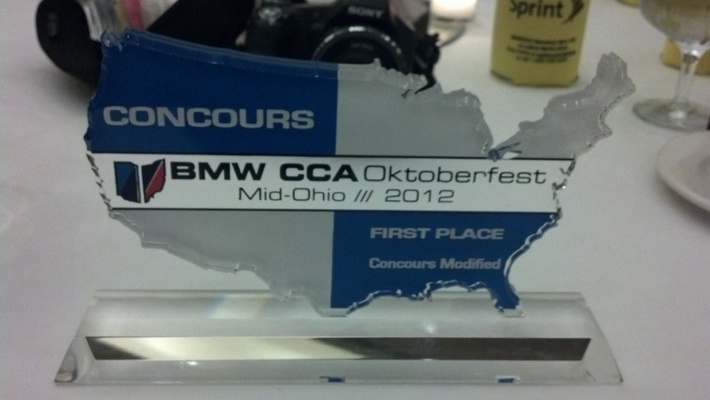 SONY
Sprint
CONCOURS
BMW CCA Oktoberfest
Mid-Ohio /// 2012
FIRST PLACE
Concours Modified